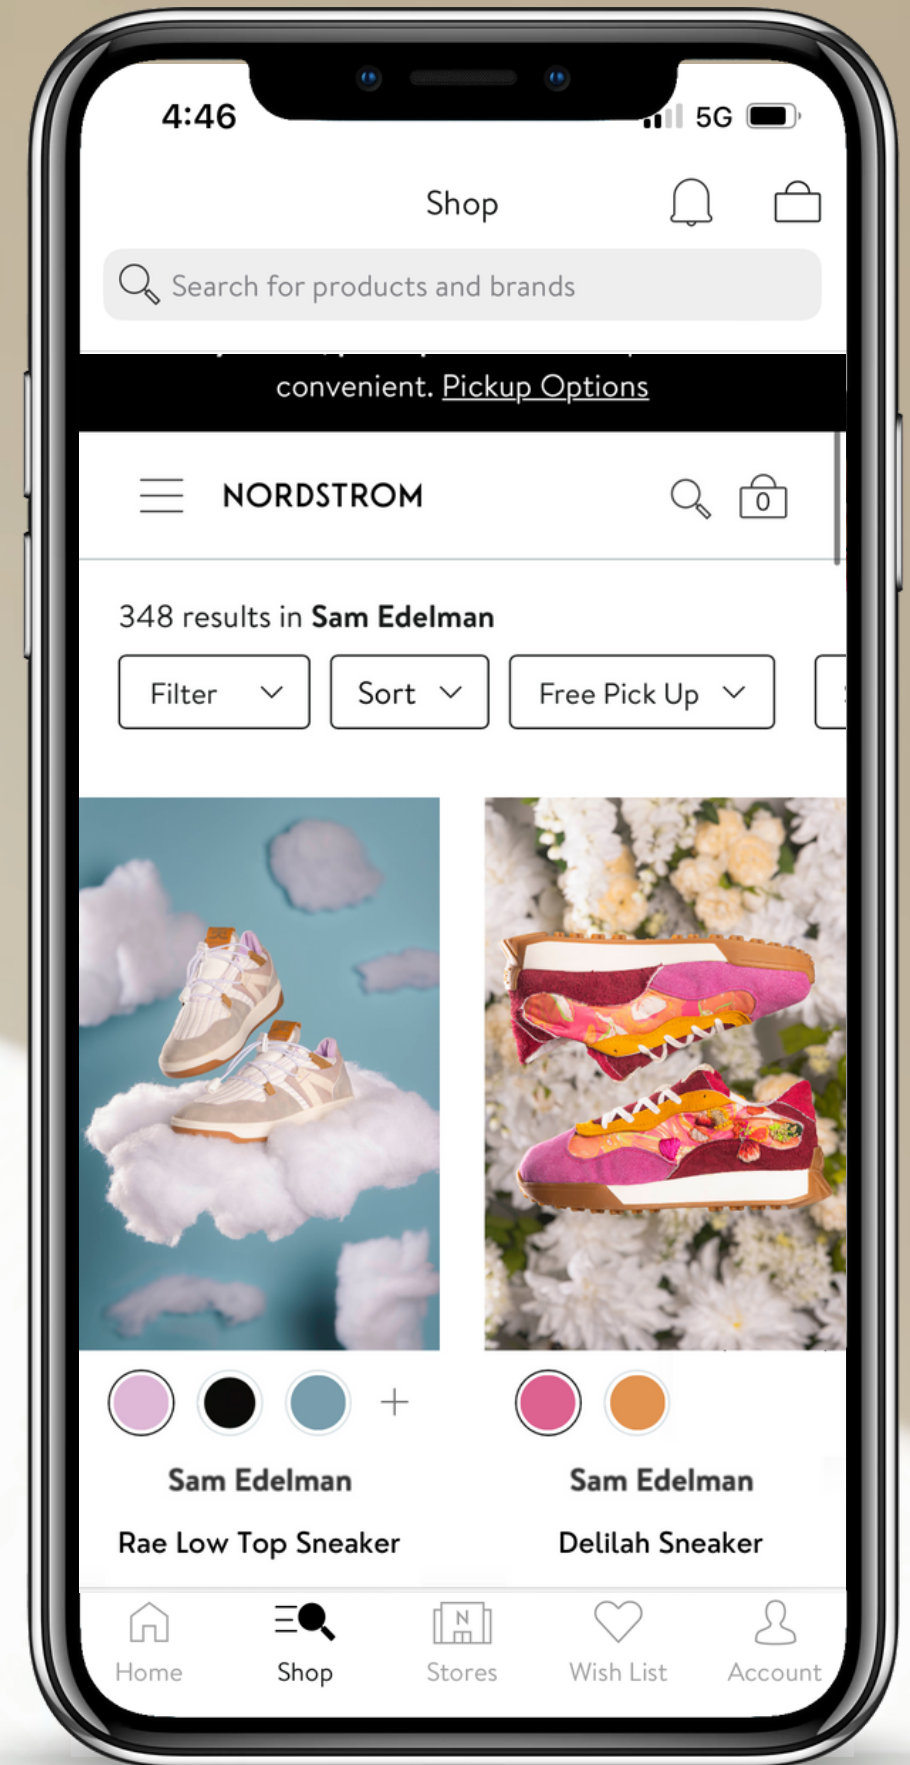 4:46
5G
Shop
Search for products and brands
convenient. Pickup Options
NORDSTROM
0
348 results in Sam Edelman
Filter
Sort
Free Pick Up
Sam Edelman
Sam Edelman
Rae Low Top Sneaker
Delilah Sneaker
N
Home
Shop
Stores
Wish List
Account